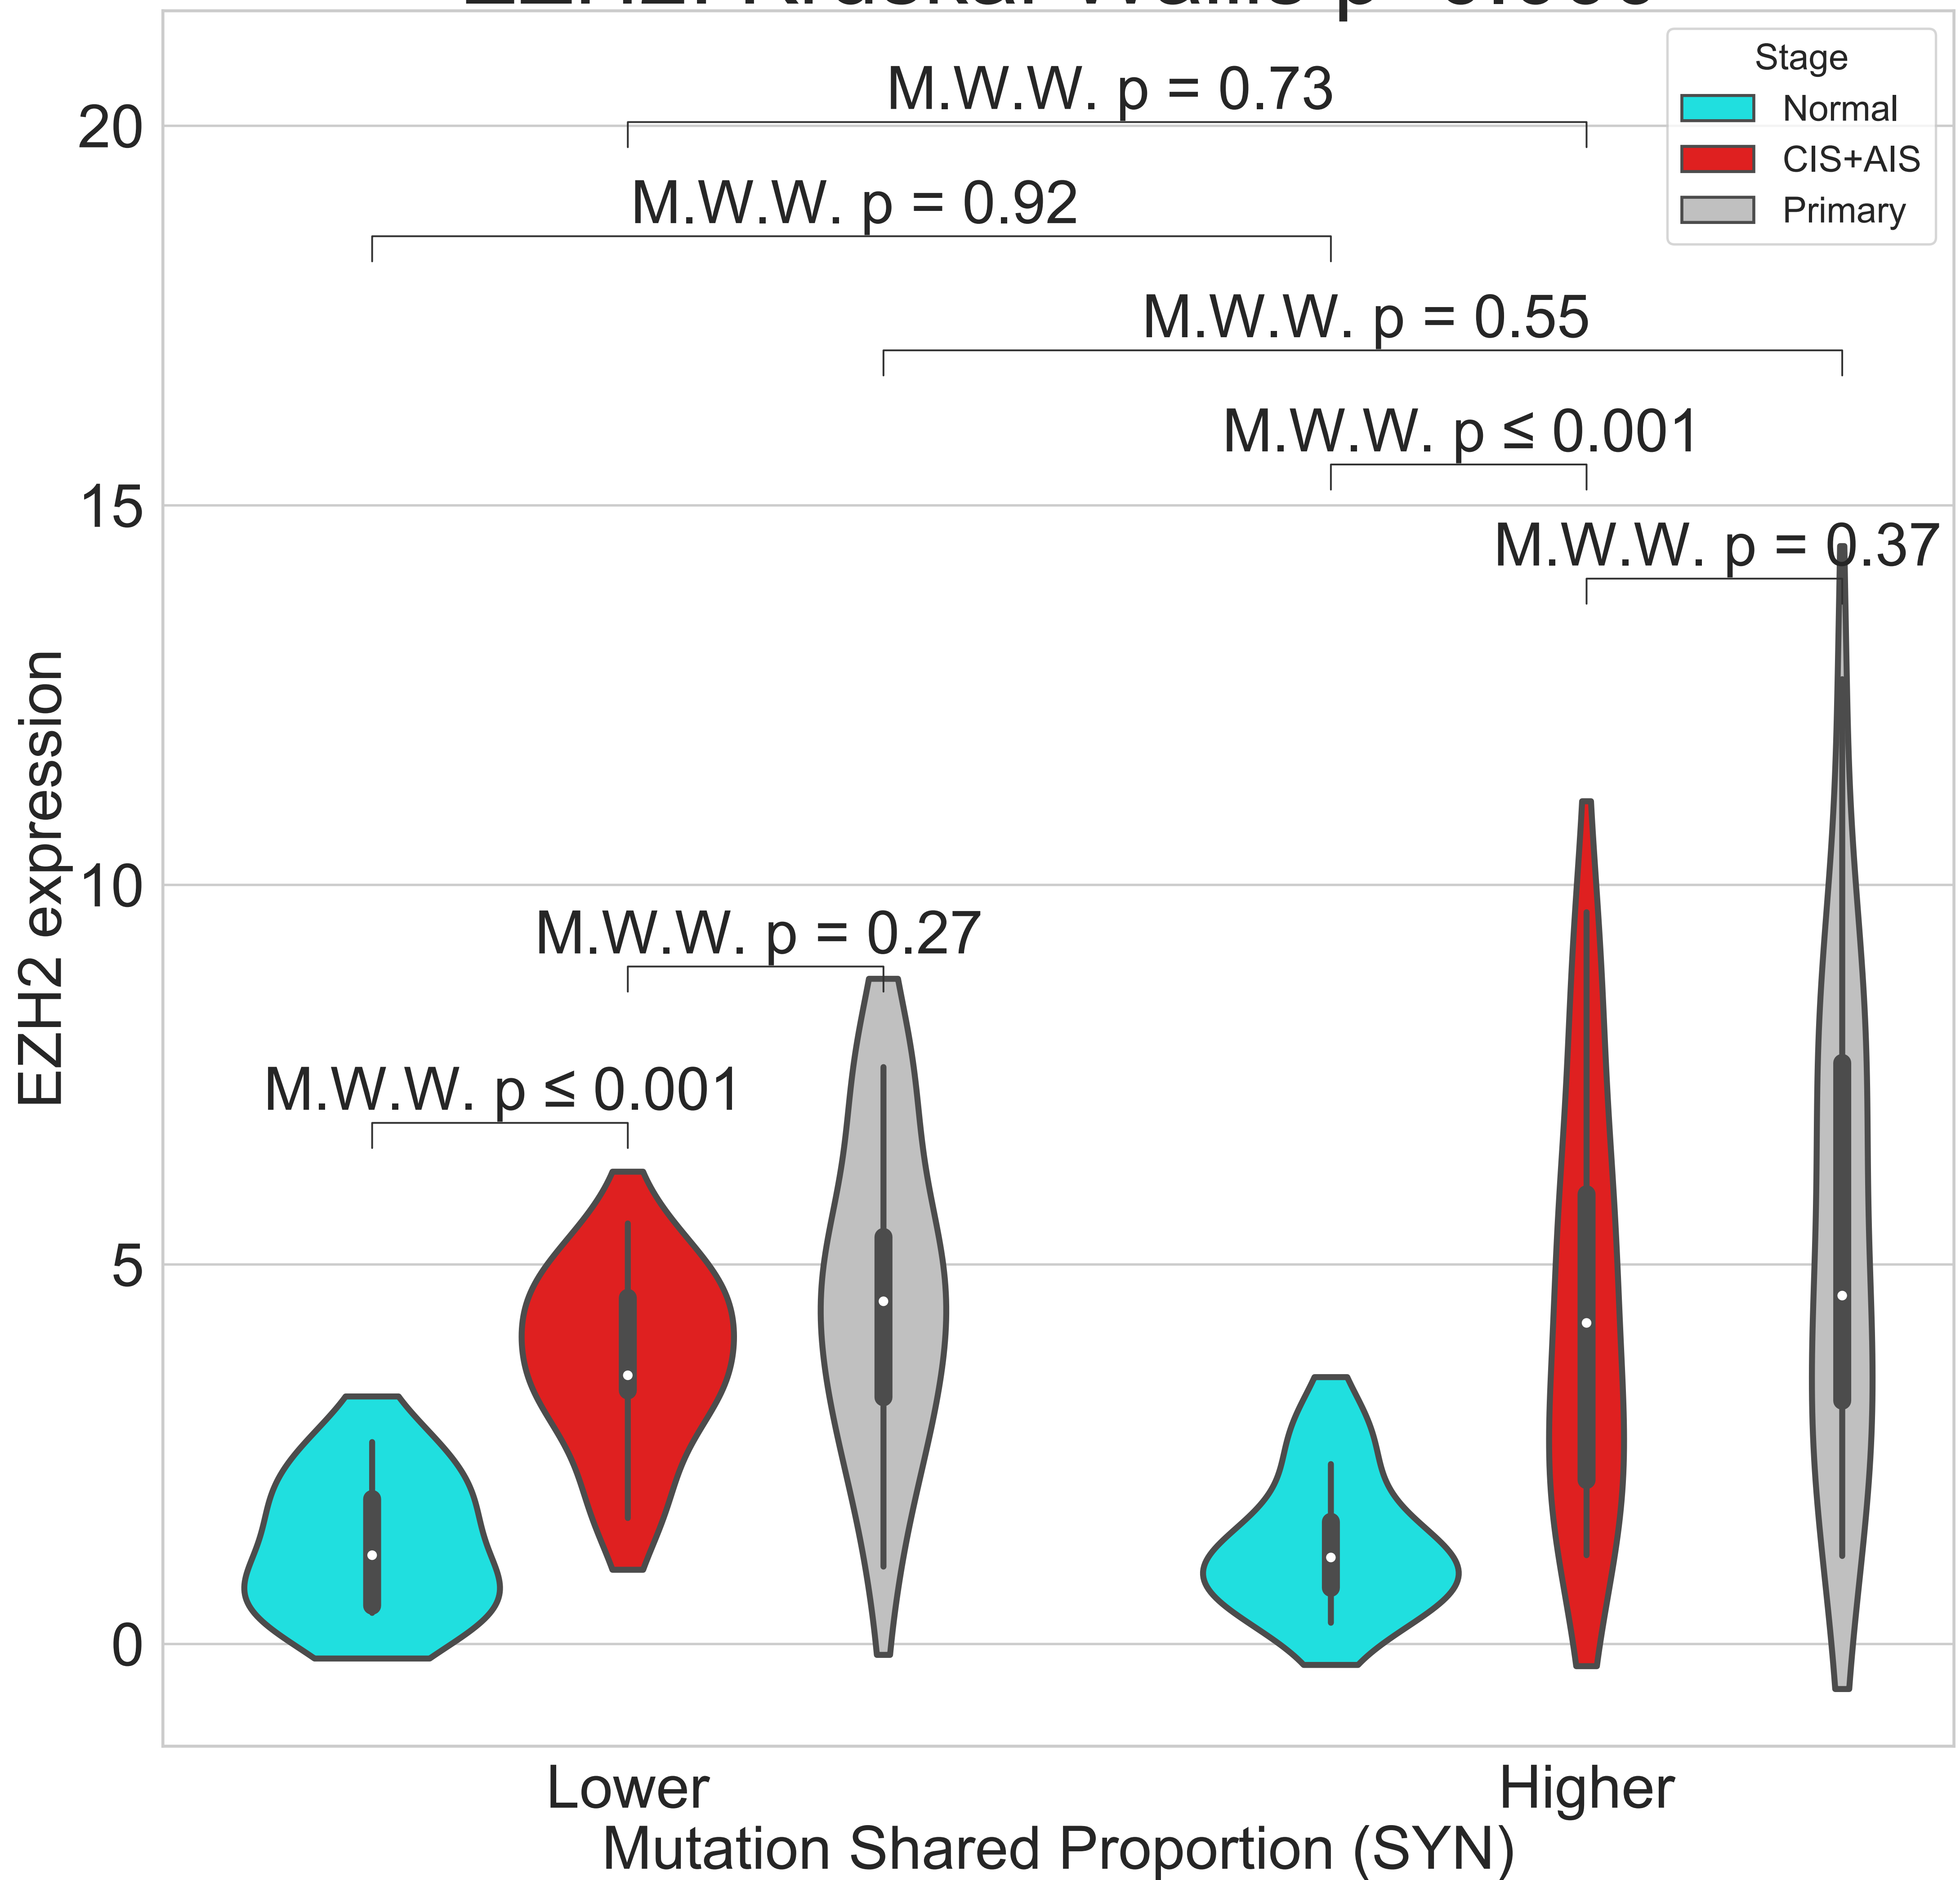 Stage
Normal
CIS+AIS
Primary
M.W.W. p = 0.73
M.W.W. p = 0.92
M.W.W. p = 0.55
M.W.W. p ≤ 0.001
M.W.W. p = 0.37
M.W.W. p = 0.27
M.W.W. p ≤ 0.001
20
15
10
5
0
EZH2 expression
Lower
Higher
Mutation Shared Proportion (SYN)